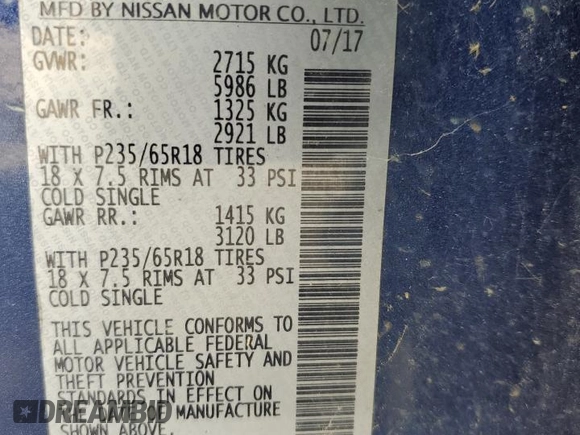 MFD BY NISSAN MOTOR CO., LTD.
DATE: 07/17
GVWR: 2715 KG
5986 LB
GAWR FR.: 1325 KG
2921 LB
WITH P235/65R18 TIRES
18 X 7.5 RIMS AT 33 PSI
COLD SINGLE
GAWR RR.: 1415 KG
3120 LB
WITH P235/65R18 TIRES
18 X 7.5 RIMS AT 33 PSI
COLD SINGLE
THIS VEHICLE CONFORMS TO
ALL APPLICABLE FEDERAL
MOTOR VEHICLE SAFETY AND
THEFT PREVENTION
STANDARDS IN EFFECT ON
THE DATE OF MANUFACTURE
SHOWN ABOVE.
DREAMBID